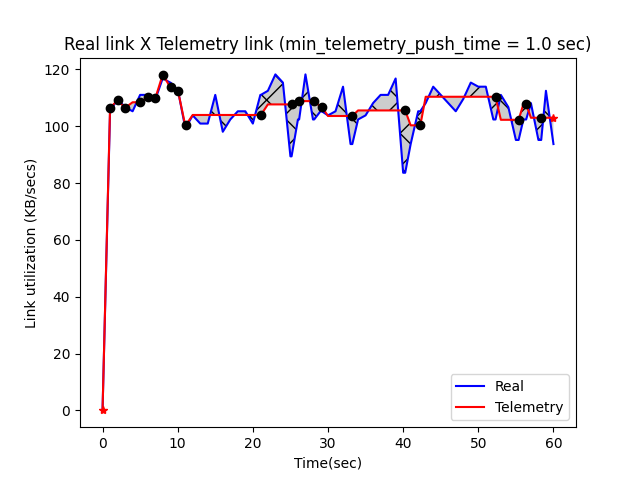 Real link X Telemetry link (min_telemetry_push_time = 1.0 sec)
120
100
80
60
40
20
0
Link utilization (KB/secs)
0 10 20 30 40 50 60
Time(sec)
Real
Telemetry